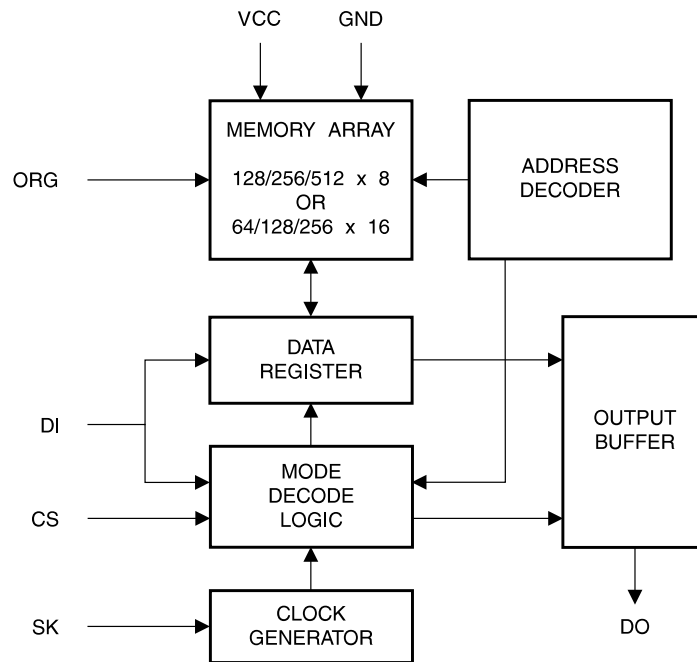 VCC GND
MEMORY ARRAY
128/256/512 x 8
OR
64/128/256 x 16
ADDRESS
DECODER
ORG
DATA
REGISTER
DI
OUTPUT
BUFFER
MODE
DECODE
LOGIC
CS
CLOCK
GENERATOR
SK
DO